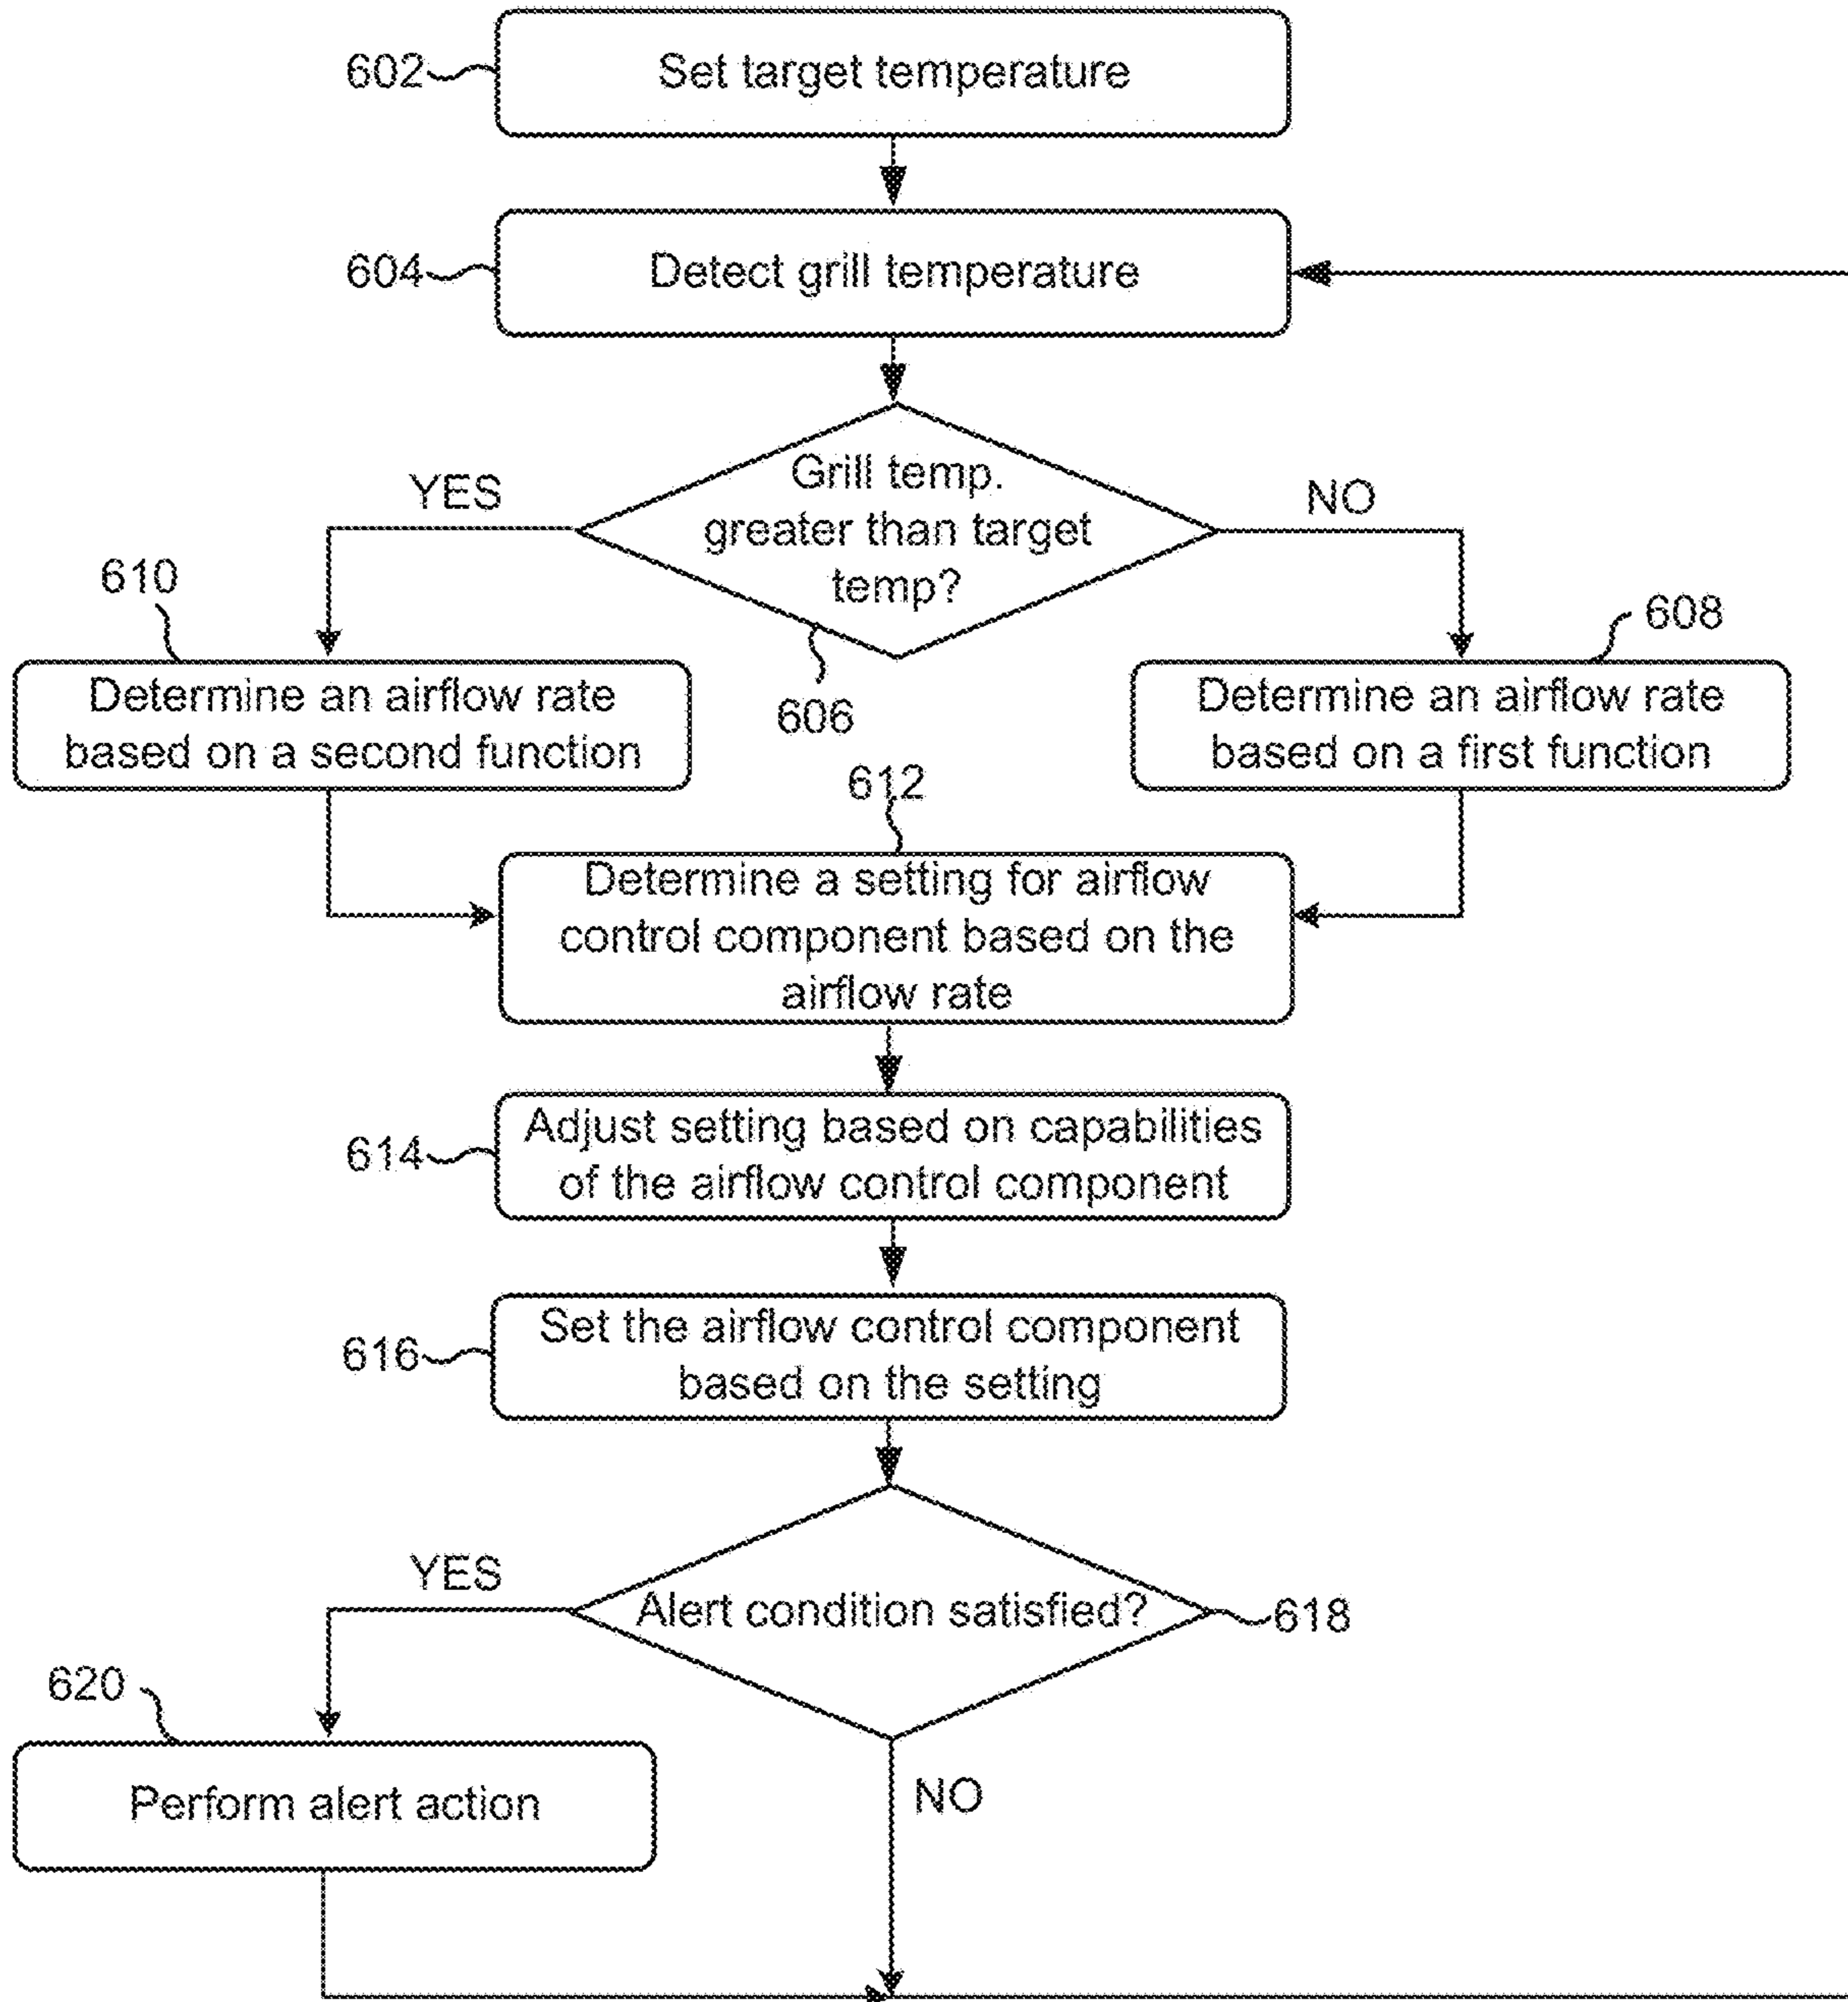 602
Set target temperature
604
Detect grill temperature
Grill temp.
greater than target
temp?
YES
NO
606
610
608
Determine an airflow rate
based on a second function
Determine an airflow rate
based on a first function
612
Determine a setting for airflow
control component based on the
airflow rate
614
Adjust setting based on capabilities
of the airflow control component
616
Set the airflow control component
based on the setting
YES
Alert condition satisfied?
618
620
Perform alert action
NO